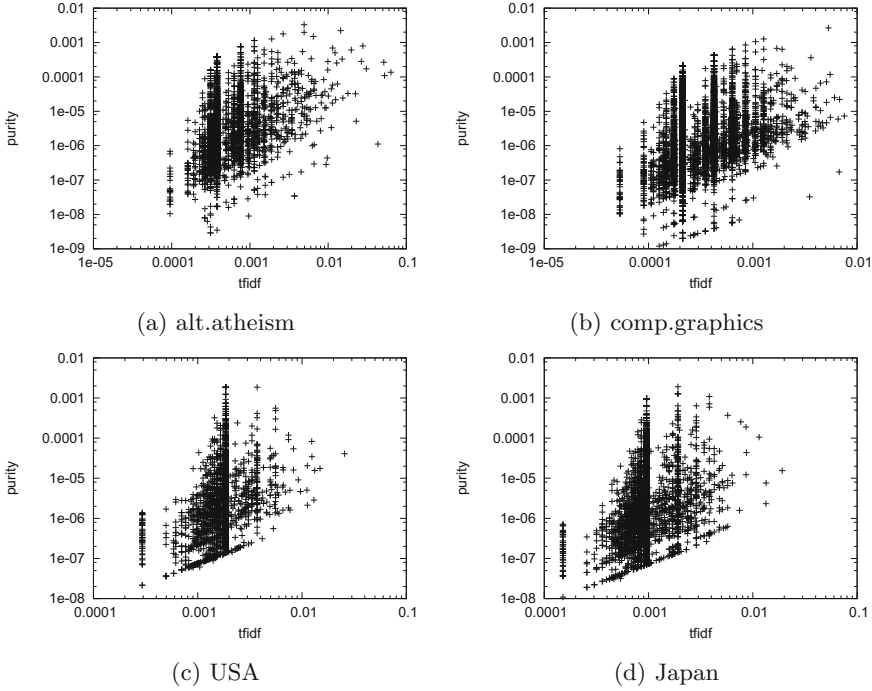 0.01
0.001
0.0001
1e-05
1e-06
1e-07
1e-08
1e-09
purity
1e-05 0.0001 0.001 0.01 0.1
tfidf
(a) alt.atheism
0.01
0.001
0.0001
1e-05
1e-06
1e-07
1e-08
1e-09
purity
1e-05 0.0001 0.001 0.01
tfidf
(b) comp.graphics
0.01
0.001
0.0001
1e-05
1e-06
1e-07
1e-08
purity
0.0001 0.001 0.01 0.1
tfidf
(c) USA
0.01
0.001
0.0001
1e-05
1e-06
1e-07
1e-08
purity
0.0001 0.001 0.01 0.1
tfidf
(d) Japan